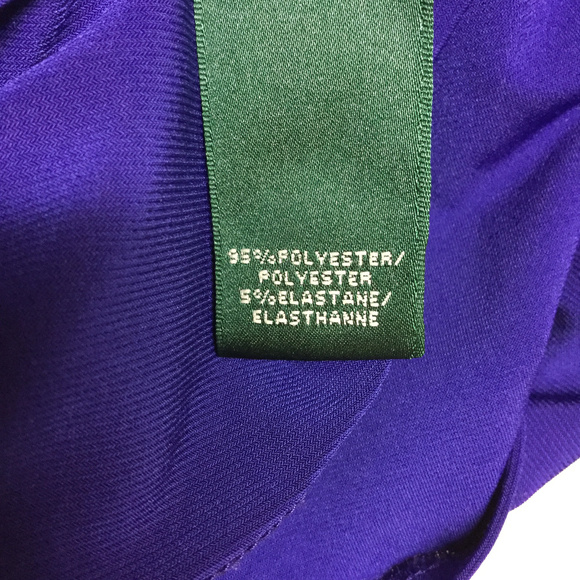 95%POLYESTER/
POLYESTER
5%ELASTANE/
ELASTHANNE